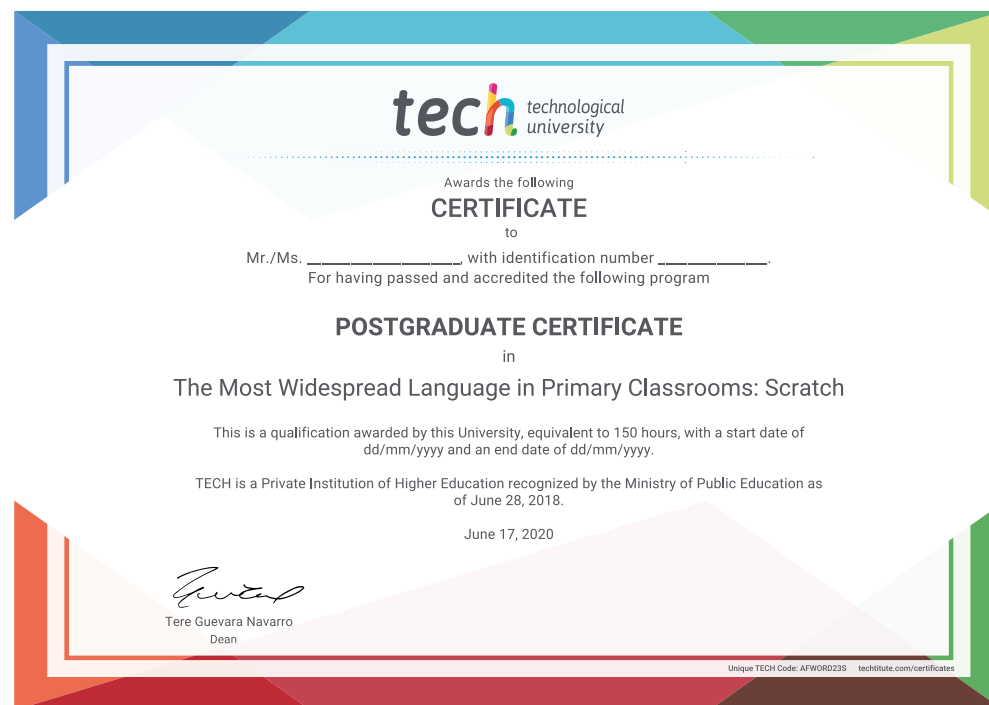 tech technological
university
Awards the following
CERTIFICATE
to
Mr./Ms. ____________________, with identification number ______________.
For having passed and accredited the following program
POSTGRADUATE CERTIFICATE
in
The Most Widespread Language in Primary Classrooms: Scratch
This is a qualification awarded by this University, equivalent to 150 hours, with a start date of
dd/mm/yyyy and an end date of dd/mm/yyyy.
TECH is a Private Institution of Higher Education recognized by the Ministry of Public Education as
of June 28, 2018.
June 17, 2020
Tere Guevara Navarro
Dean
Unique TECH Code: AFWORD23S techtitute.com/certificates